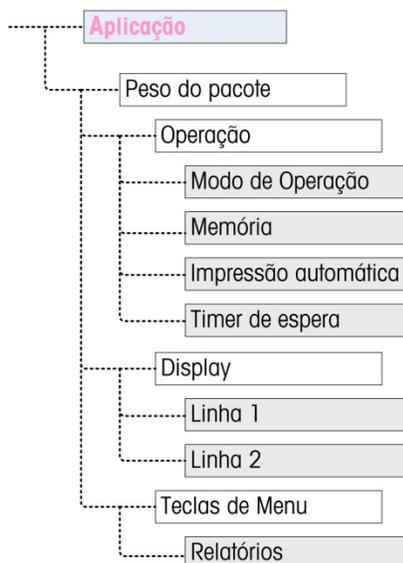 Aplicação
Peso do pacote
Operação
Modo de Operação
Memória
Impressão automática
Timer de espera
Display
Linha 1
Linha 2
Teclas de Menu
Relatórios